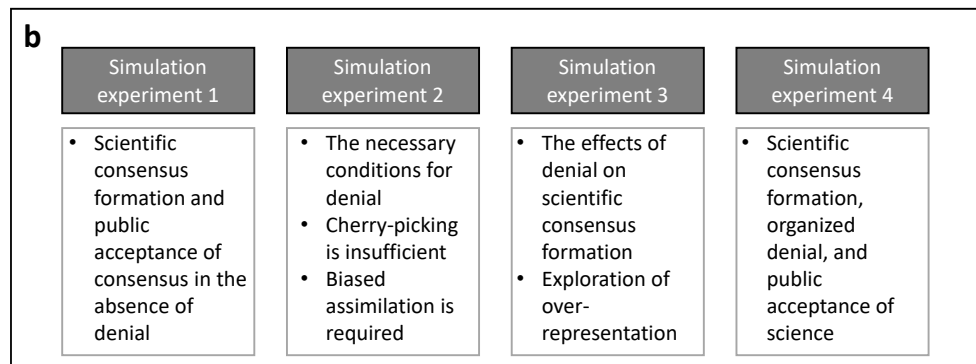 b
Simulation
experiment 1
• Scientific
consensus
formation and
public
acceptance of
consensus in the
absence of
denial
Simulation
experiment 2
• The necessary
conditions for
denial
• Cherry-picking
is insufficient
• Biased
assimilation is
required
Simulation
experiment 3
• The effects of
denial on
scientific
consensus
formation
• Exploration of
over-
representation
Simulation
experiment 4
• Scientific
consensus
formation,
organized
denial, and
public
acceptance of
science